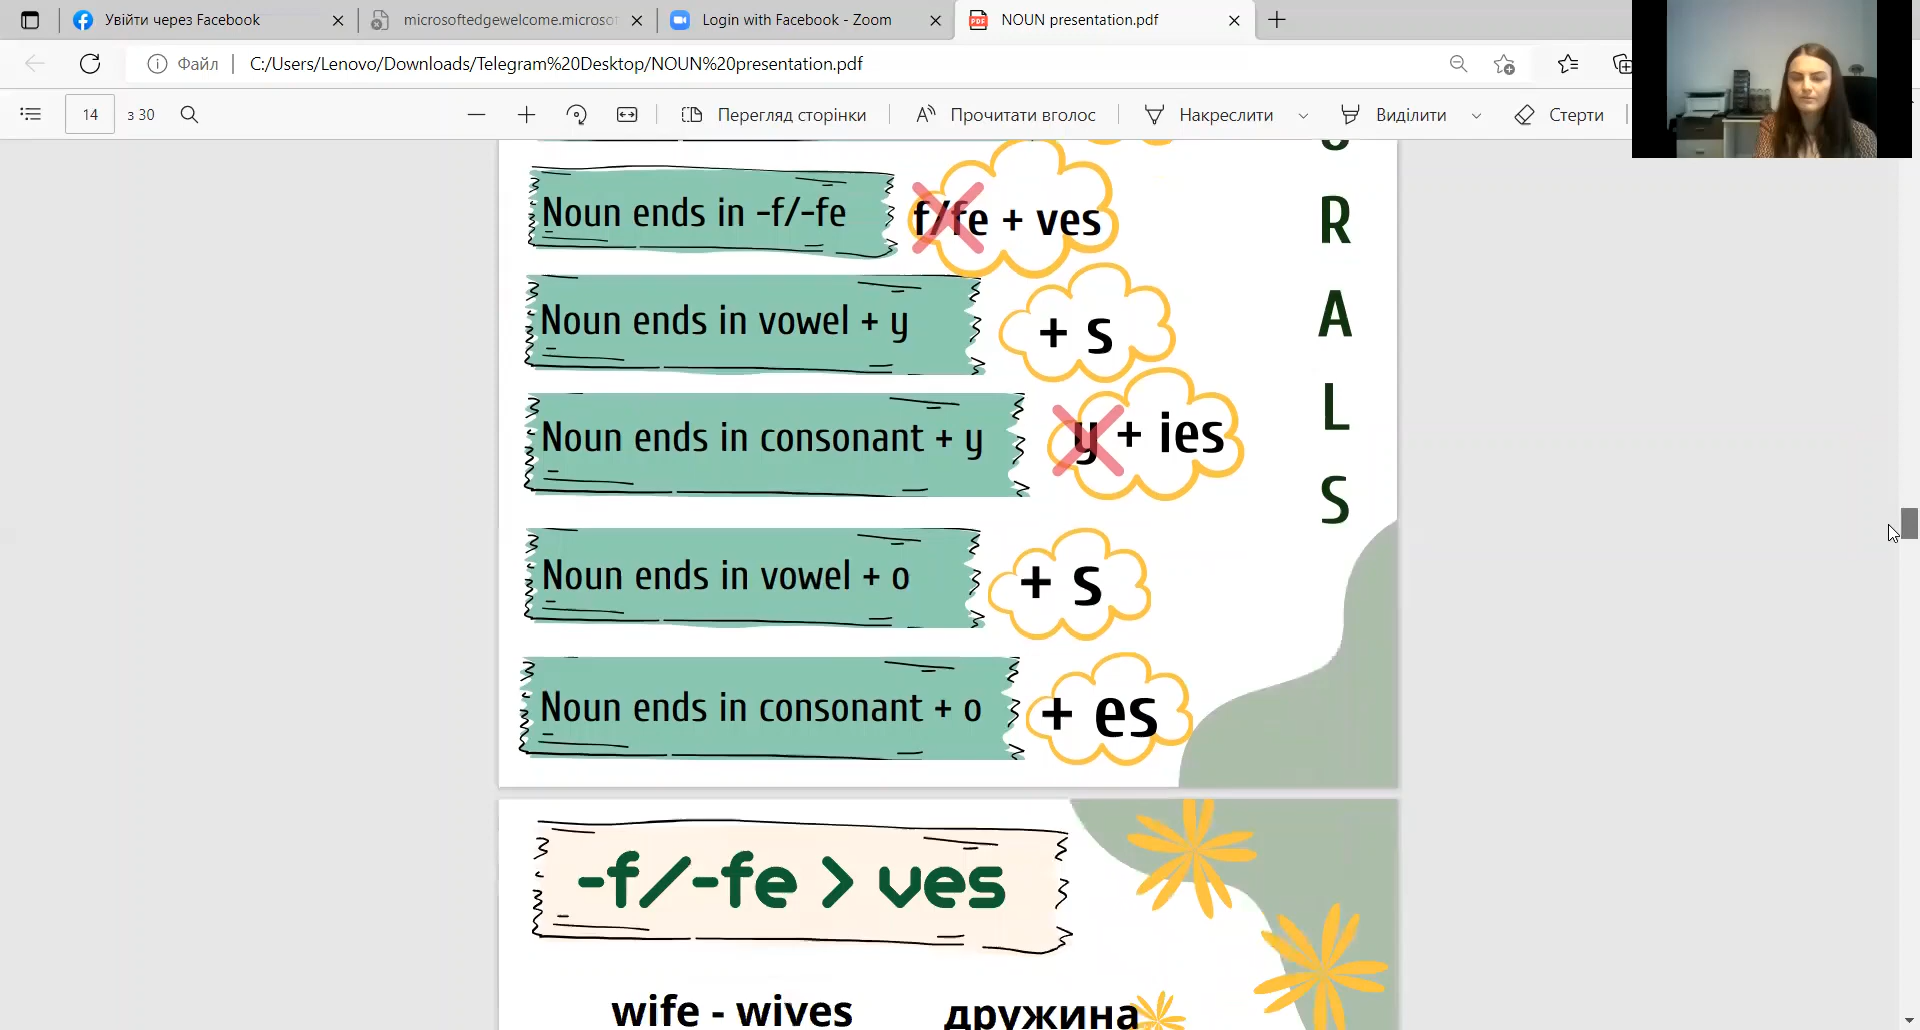 Увійти через Facebook
microsoftedgewelcome.microsof
Login with Facebook - Zoom
NOUN presentation.pdf
Файл
C:/Users/Lenovo/Downloads/Telegram%20Desktop/NOUN%20presentation.pdf
14 з 30
Перегляд сторінки
Прочитати вголос
Накреслити
Виділити
Стерти
Noun ends in -f/-fe
f/fe + ves
Noun ends in vowel + y
+ s
Noun ends in consonant + y
y + ies
Noun ends in vowel + o
+ s
Noun ends in consonant + o
+ es
R
A
L
S
-f/-fe > ves
wife - wives
дружина